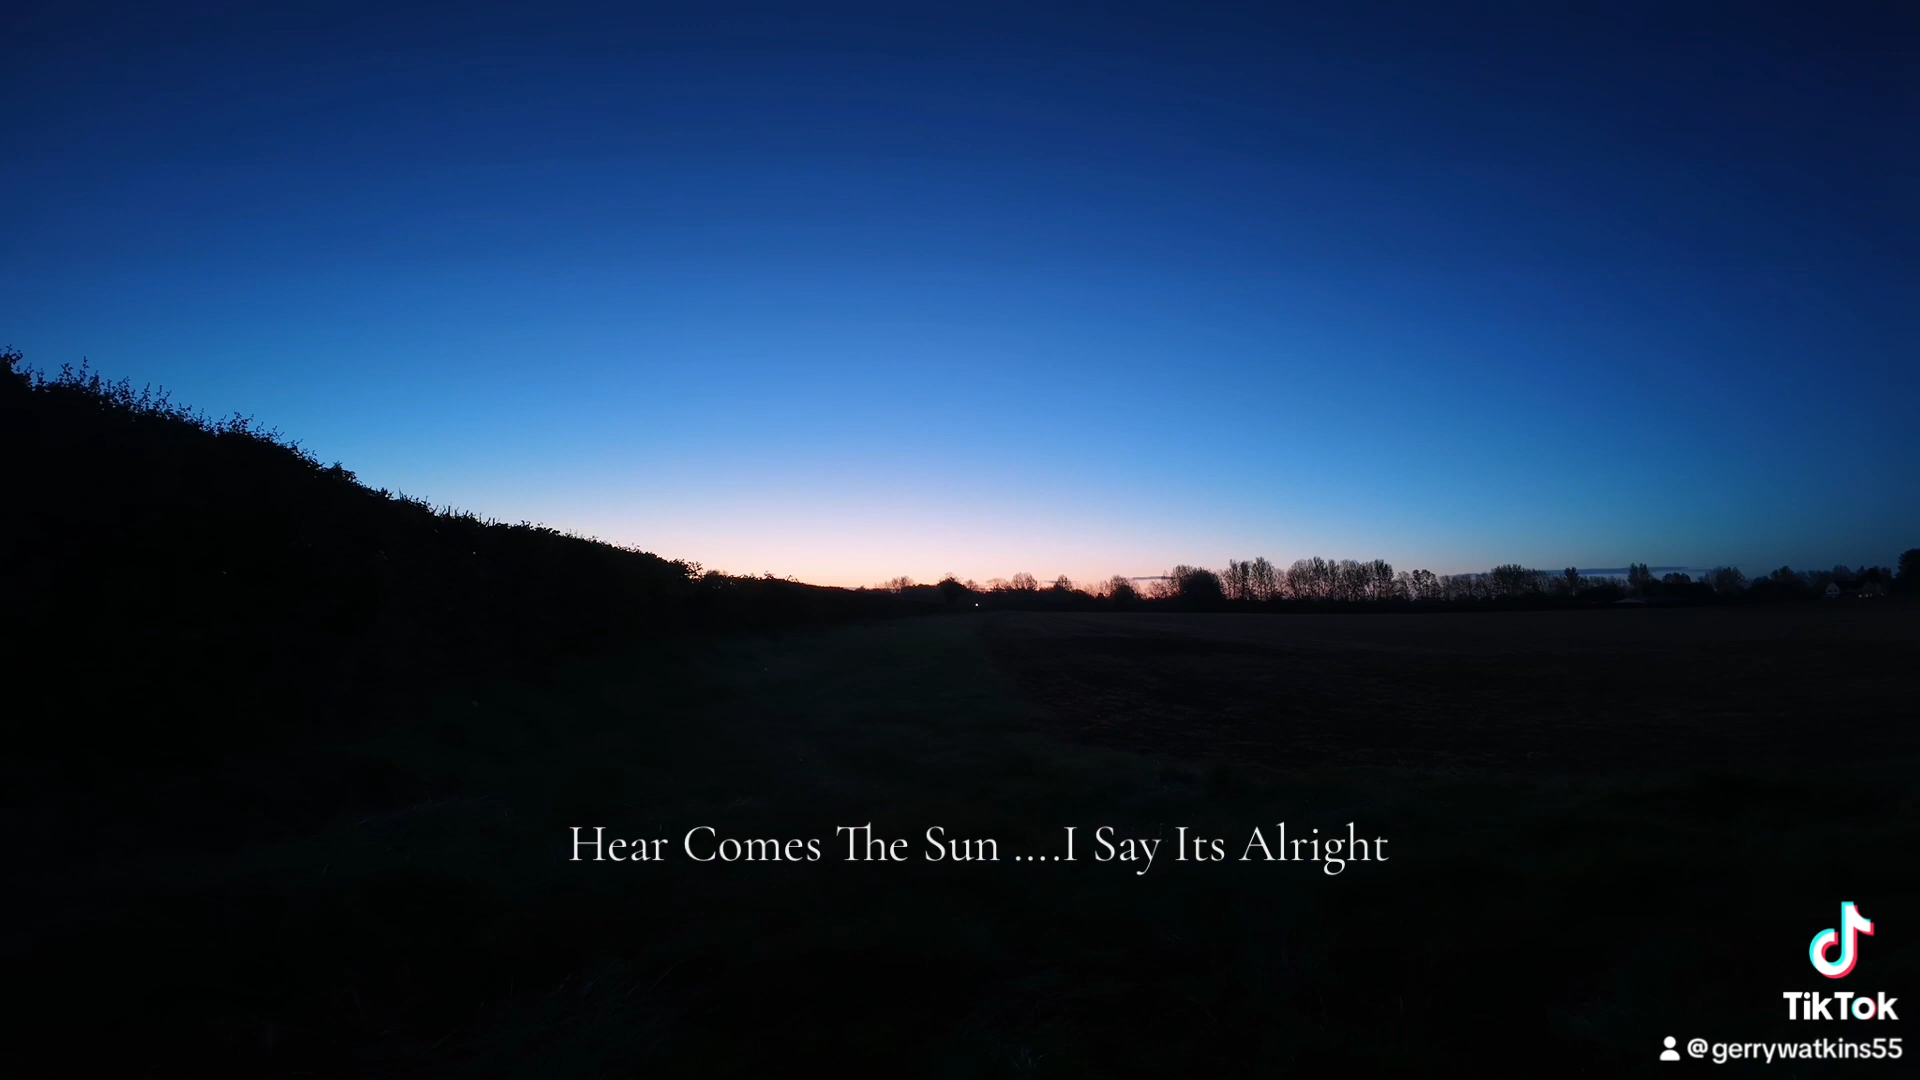 Hear Comes The Sun ....I Say Its Alright
TikTok
@gerrywatkins55